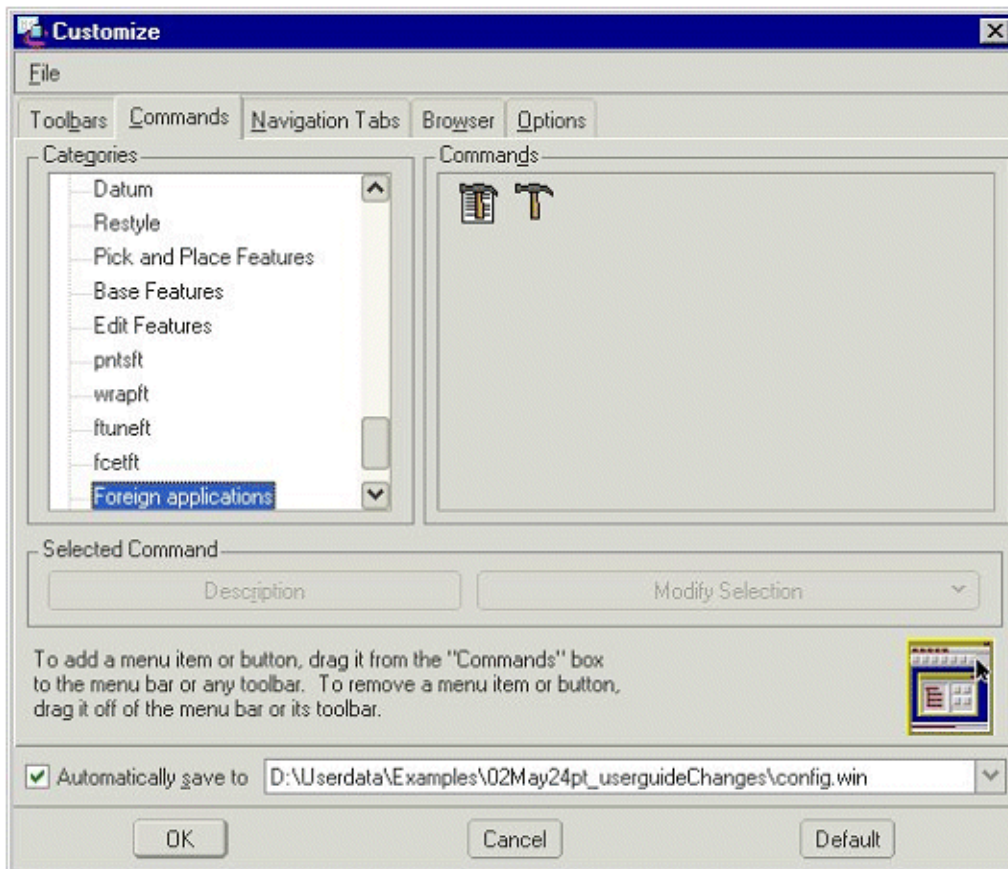 Customize
File
Toolbars Commands Navigation Tabs Browser Options
Categories
Datum
Restyle
Pick and Place Features
Base Features
Edit Features
pntsft
wrapft
ftuneft
fcetft
Foreign applications
Commands
Selected Command
Description Modify Selection
To add a menu item or button, drag it from the "Commands" box
to the menu bar or any toolbar. To remove a menu item or button,
drag it off of the menu bar or its toolbar.
Automatically save to D:\Userdata\Examples\02May24pt_userguideChanges\config.win
OK Cancel Default